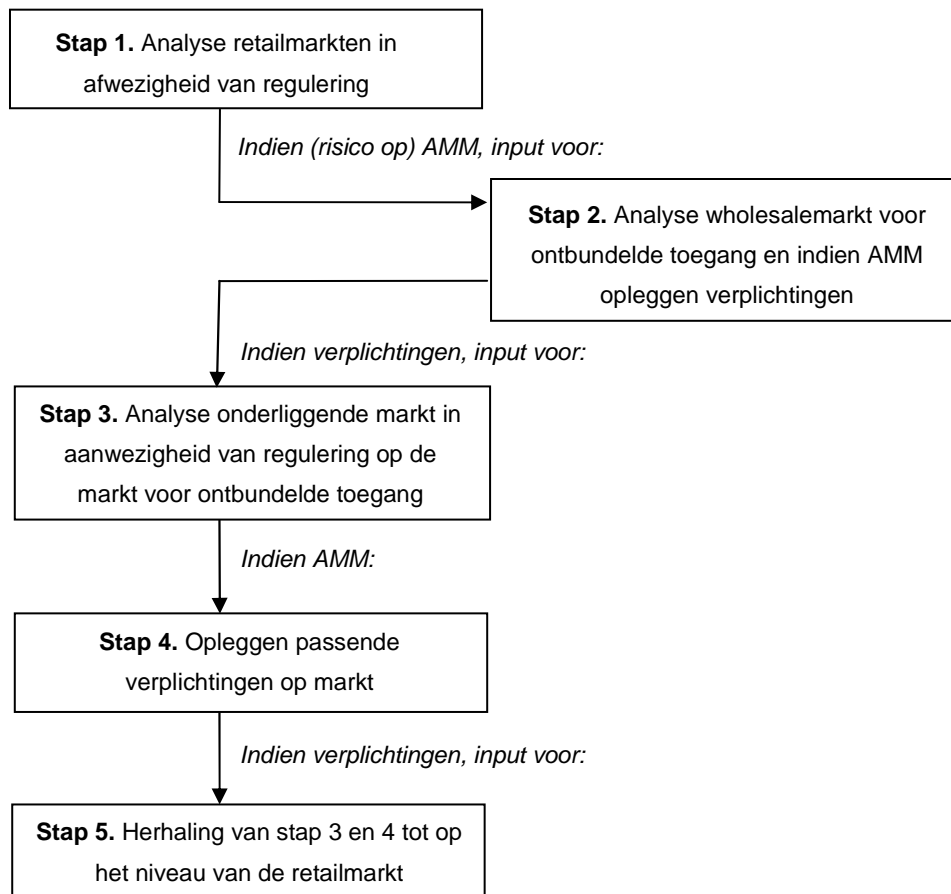 Stap 1. Analyse retailmarkten in
afwezigheid van regulering
Indien (risico op) AMM, input voor:
Stap 2. Analyse wholesalemarkt voor
ontbundelde toegang en indien AMM
opleggen verplichtingen
Indien verplichtingen, input voor:
Stap 3. Analyse onderliggende markt in
aanwezigheid van regulering op de
markt voor ontbundelde toegang
Indien AMM:
Stap 4. Opleggen passende
verplichtingen op markt
Indien verplichtingen, input voor:
Stap 5. Herhaling van stap 3 en 4 tot op
het niveau van de retailmarkt